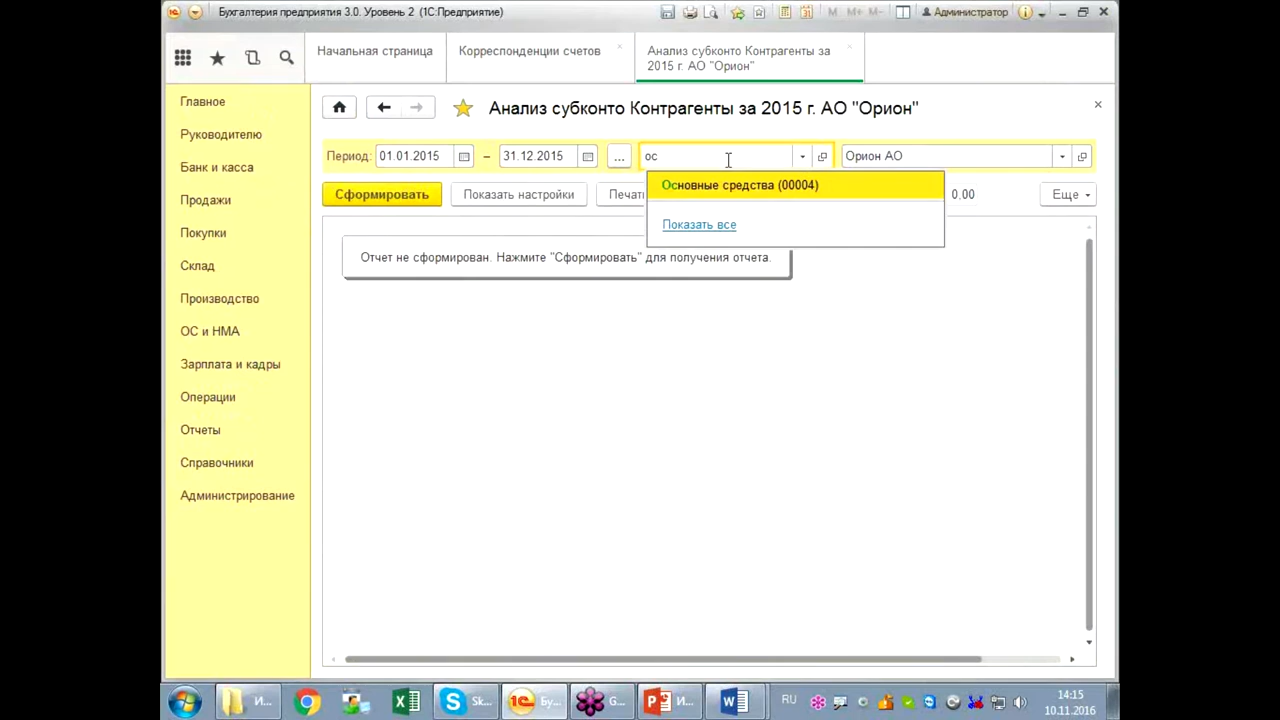 Бухгалтерия предприятия 3.0. Уровень 2 (1С:Предприятие)
M M+ M-
Администратор
Начальная страница
Корреспонденции счетов
Анализ субконто Контрагенты за
2015 г. АО "Орион"
Главное
Руководителю
Банк и касса
Продажи
Покупки
Склад
Производство
ОС и НМА
Зарплата и кадры
Операции
Отчеты
Справочники
Администрирование
Анализ субконто Контрагенты за 2015 г. АО "Орион"
Период: 01.01.2015 – 31.12.2015 ... ос Орион АО
Сформировать Показать настройки Печать 0.00 Еще
Основные средства (00004)
Показать все
Отчет не сформирован. Нажмите "Сформировать" для получения отчета.
И... Sk... Бу... G... И... RU
14:15
10.11.2016